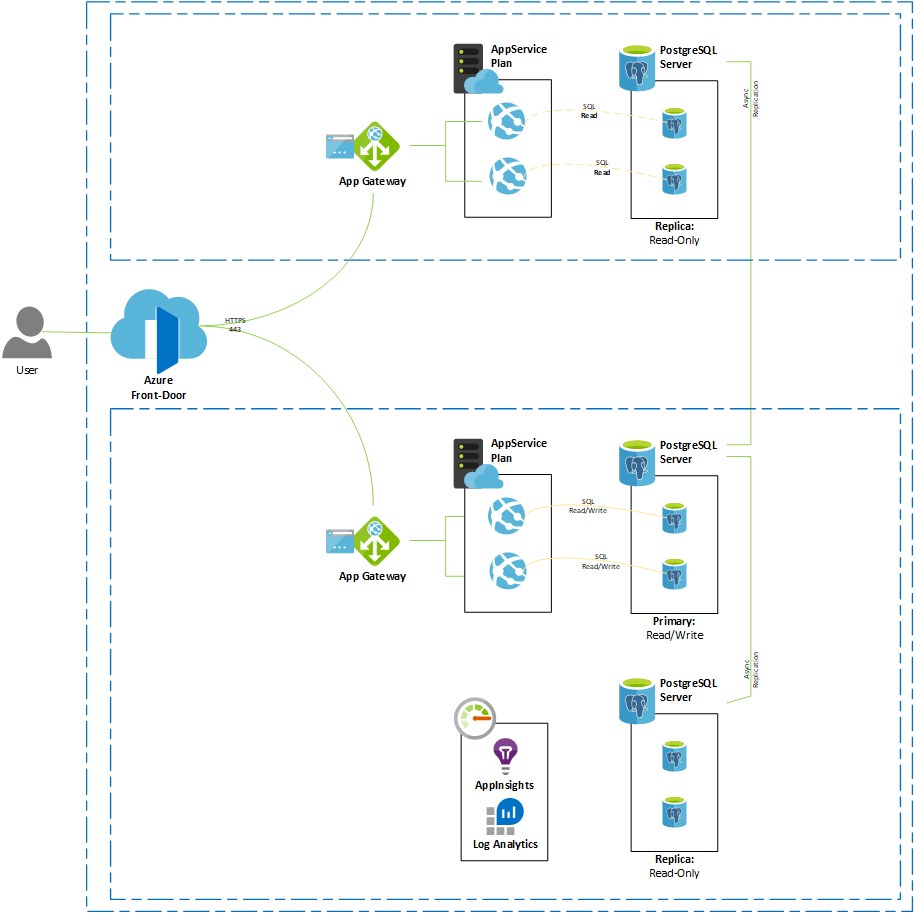 AppService
Plan
PostgreSQL
Server
Async
Replication
SQL
Read
SQL
Read
App Gateway
Replica:
Read-Only
HTTPS
443
User
Azure
Front-Door
AppService
Plan
PostgreSQL
Server
SQL
Read/Write
SQL
Read/Write
App Gateway
Primary:
Read/Write
Async
Replication
PostgreSQL
Server
AppInsights
Log Analytics
Replica:
Read-Only